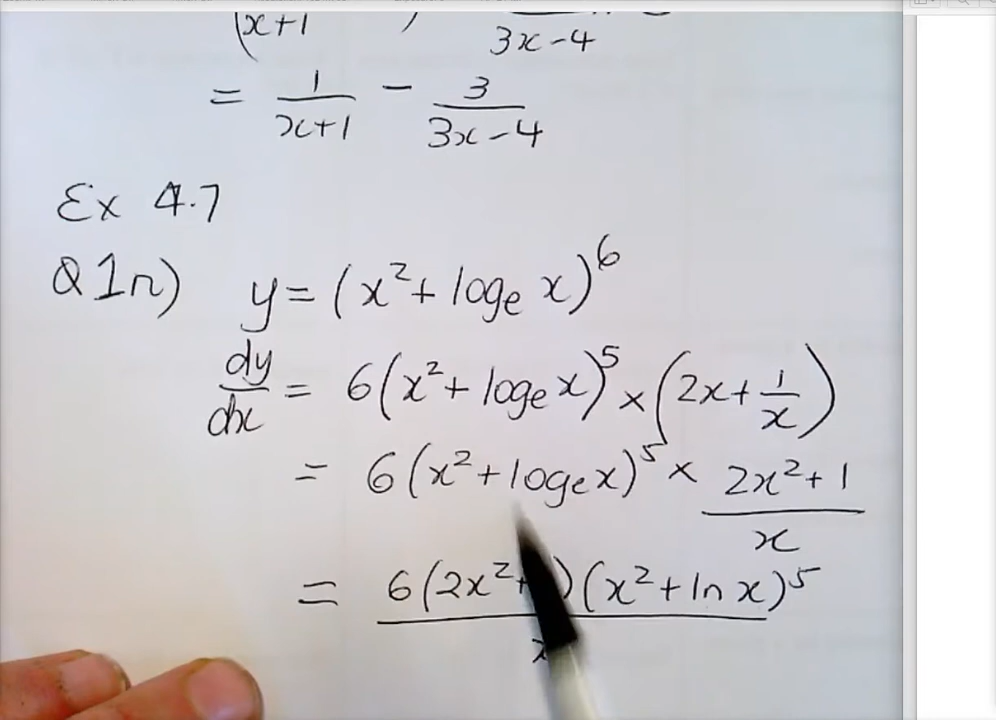 (x+1 ) 3x-4
= 1/(x+1) - 3/(3x-4)
Ex 4.7
Q1n) y = (x² + logₑ x)⁶
dy/dx = 6(x² + logₑ x)⁵ × (2x + 1/x)
= 6(x² + logₑ x)⁵ × (2x² + 1)/x
= 6(2x²+ )(x² + ln x)⁵/x